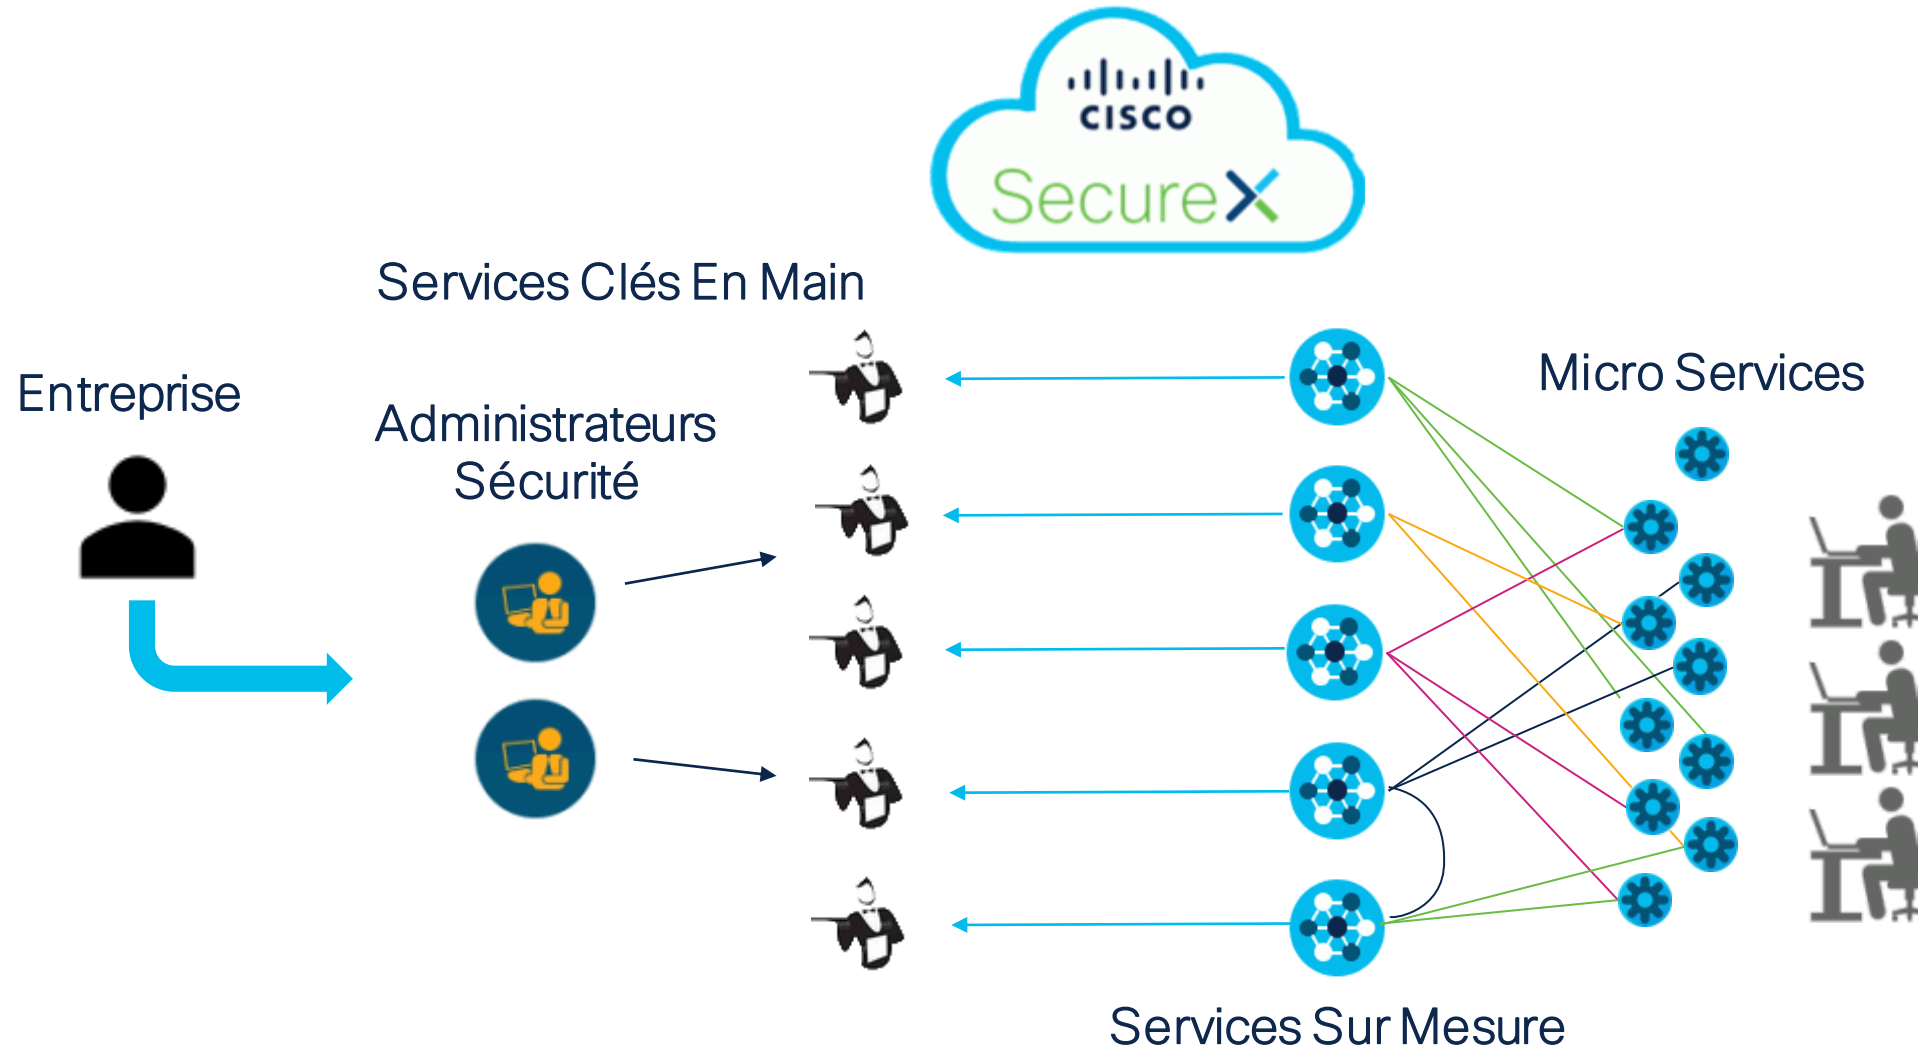 CISCO
SecureX
Services Clés En Main
Entreprise
Administrateurs
Sécurité
Micro Services
Services Sur Mesure